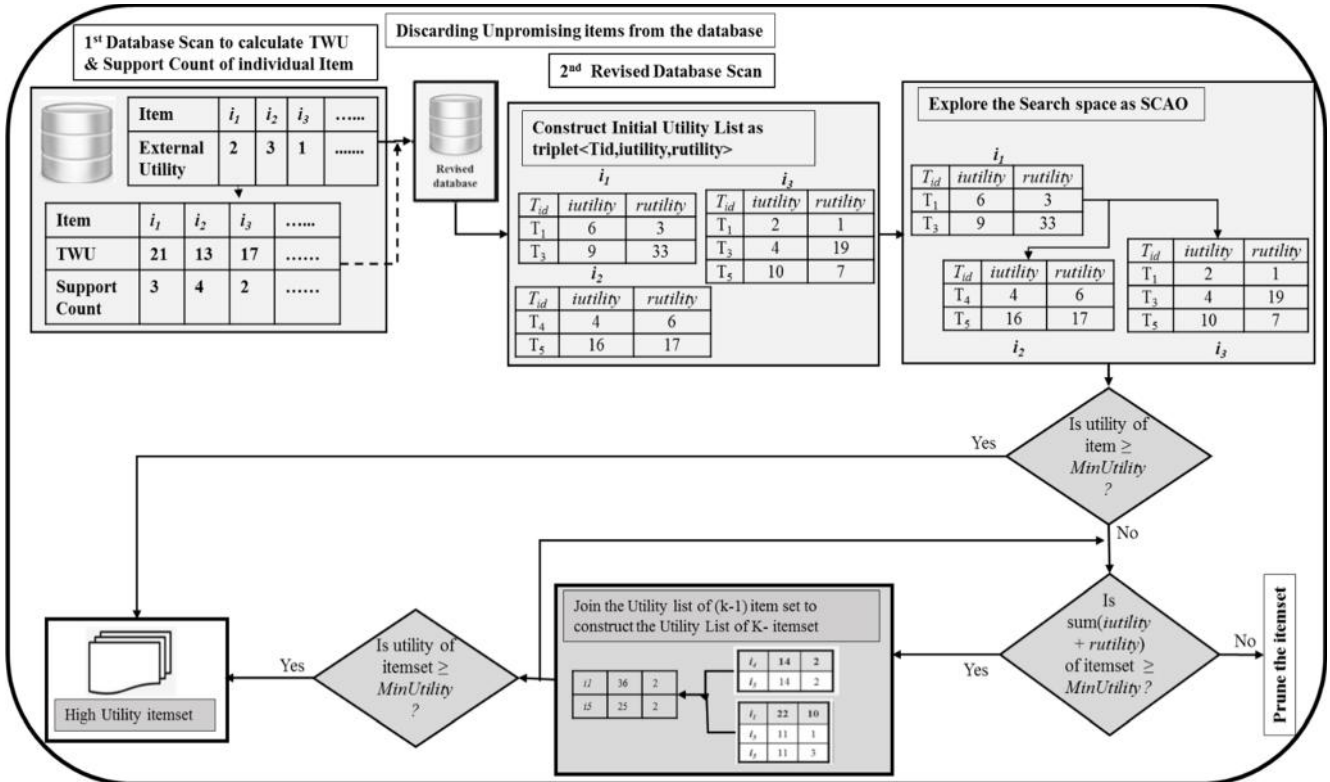 1st Database Scan to calculate TWU
& Support Count of individual Item
Discarding Unpromising items from the database
2nd Revised Database Scan
Item i1 i2 i3 …...
External Utility 2 3 1 .......
Item i1 i2 i3 …...
TWU 21 13 17 ……
Support Count 3 4 2 ……
Revised
database
Construct Initial Utility List as
triplet<Tid,iutility,rutility>
i1
Tid iutility rutility
T1 6 3
T3 9 33
i2
Tid iutility rutility
T4 4 6
T5 16 17
i3
Tid iutility rutility
T1 2 1
T3 4 19
T5 10 7
Explore the Search space as SCAO
i1
Tid iutility rutility
T1 6 3
T3 9 33
Tid iutility rutility
T4 4 6
T5 16 17
i2
Tid iutility rutility
T1 2 1
T3 4 19
T5 10 7
i3
Is utility of
item ≥
MinUtility
?
Yes
No
Is
sum(iutility
+ rutility)
of itemset ≥
MinUtility?
No
Prune the itemset
Yes
Join the Utility list of (k-1) item set to
construct the Utility List of K- itemset
36 2
i5 25 2
14 2
14 2
22 10
11 1
11 3
Is utility of
itemset ≥
MinUtility
?
Yes
High Utility itemset